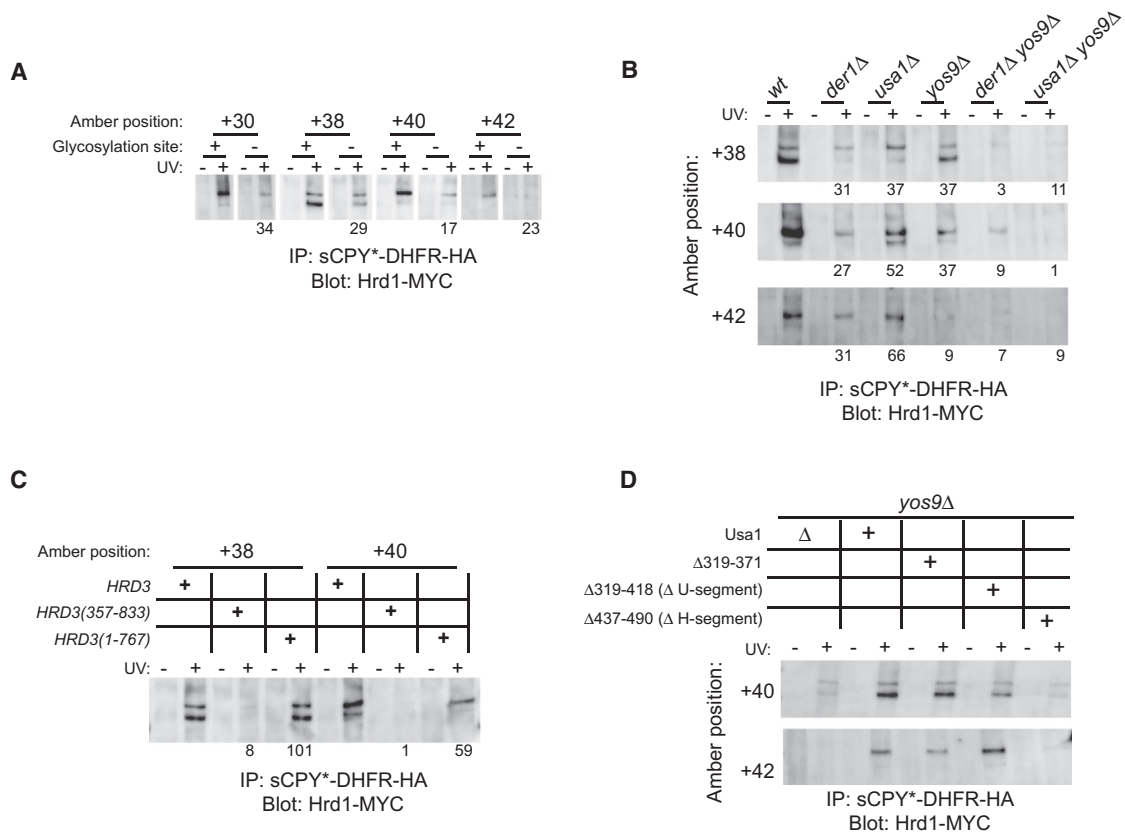 A
Amber position: +30 +38 +40 +42
Glycosylation site: + - + - + - + -
UV: - + - + - + - + - + - + - + - +
34 29 17 23
IP: sCPY*-DHFR-HA
Blot: Hrd1-MYC
B
wt der1Δ usa1Δ yos9Δ der1Δ yos9Δ usa1Δ yos9Δ
UV: - + - + - + - + - + - +
Amber position:
+38
31 37 37 3 11
+40
27 52 37 9 1
+42
31 66 9 7 9
IP: sCPY*-DHFR-HA
Blot: Hrd1-MYC
C
Amber position: +38 +40
HRD3 + +
HRD3(357-833) + +
HRD3(1-767) + +
UV: - + - + - + - + - + - +
8 101 1 59
IP: sCPY*-DHFR-HA
Blot: Hrd1-MYC
D
yos9Δ
Usa1 Δ +
Δ319-371 +
Δ319-418 (Δ U-segment) +
Δ437-490 (Δ H-segment) +
UV: - + - + - + - + - +
Amber position:
+40
+42
IP: sCPY*-DHFR-HA
Blot: Hrd1-MYC